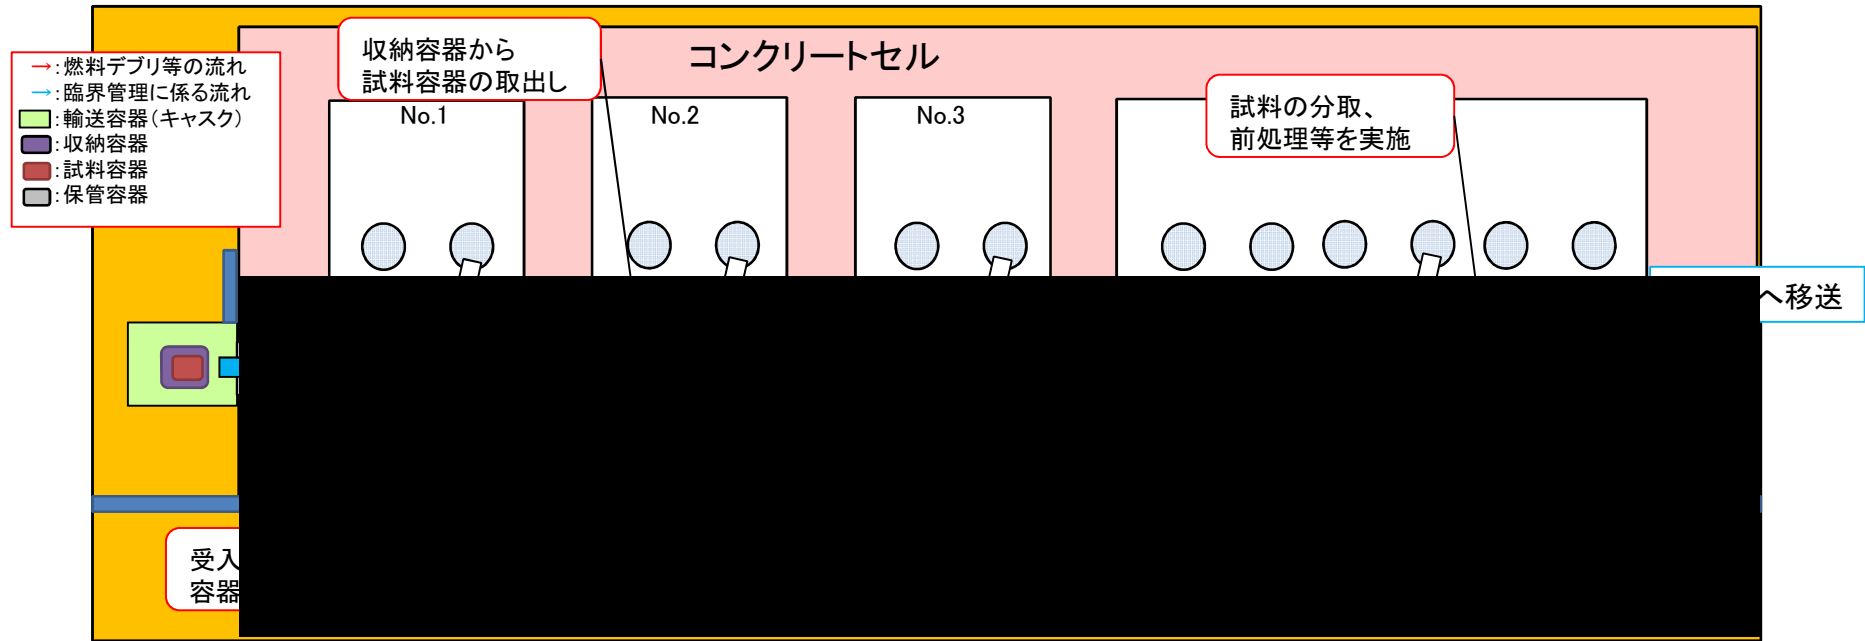 コンクリートセル
→:燃料デブリ等の流れ
→:臨界管理に係る流れ
:輸送容器(キャスク)
:収納容器
:試料容器
:保管容器
収納容器から
試料容器の取出し
No.1
No.2
No.3
試料の分取、
前処理等を実施
へ移送
受入
容器